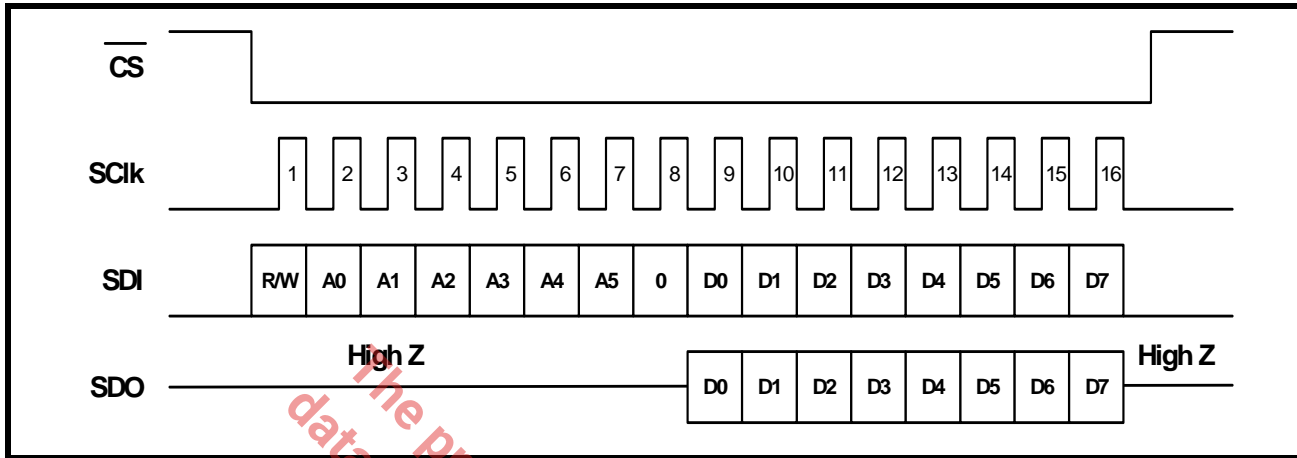 CS
SClk 1 2 3 4 5 6 7 8 9 10 11 12 13 14 15 16
SDI R/W A0 A1 A2 A3 A4 A5 0 D0 D1 D2 D3 D4 D5 D6 D7
High Z High Z
SDO D0 D1 D2 D3 D4 D5 D6 D7
The